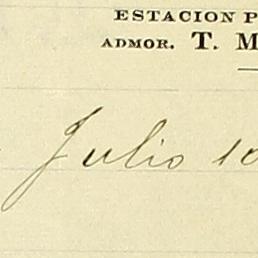 ESTACION P
ADMOR. T. M
Julio 10